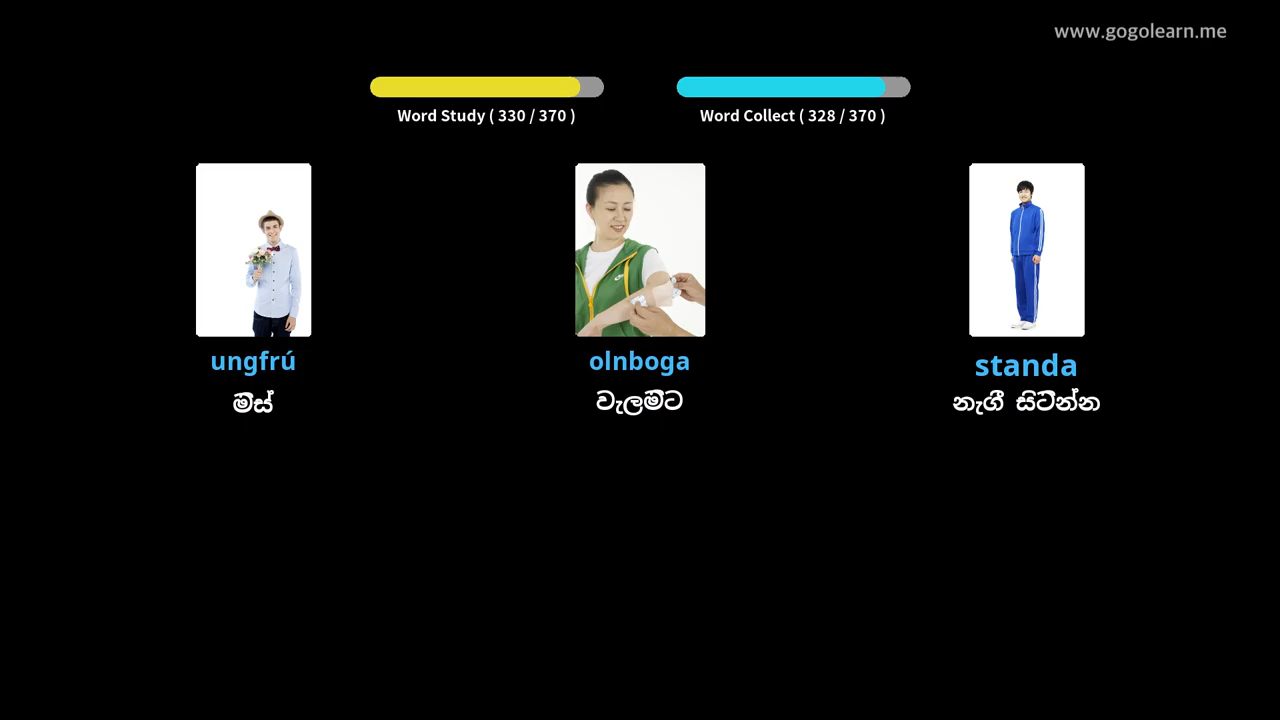 www.gogolearn.me
Word Study ( 330 / 370 )
Word Collect ( 328 / 370 )
ungfrú
olnboga
standa
මිස්
වැලමිට
නැගී සිටින්න